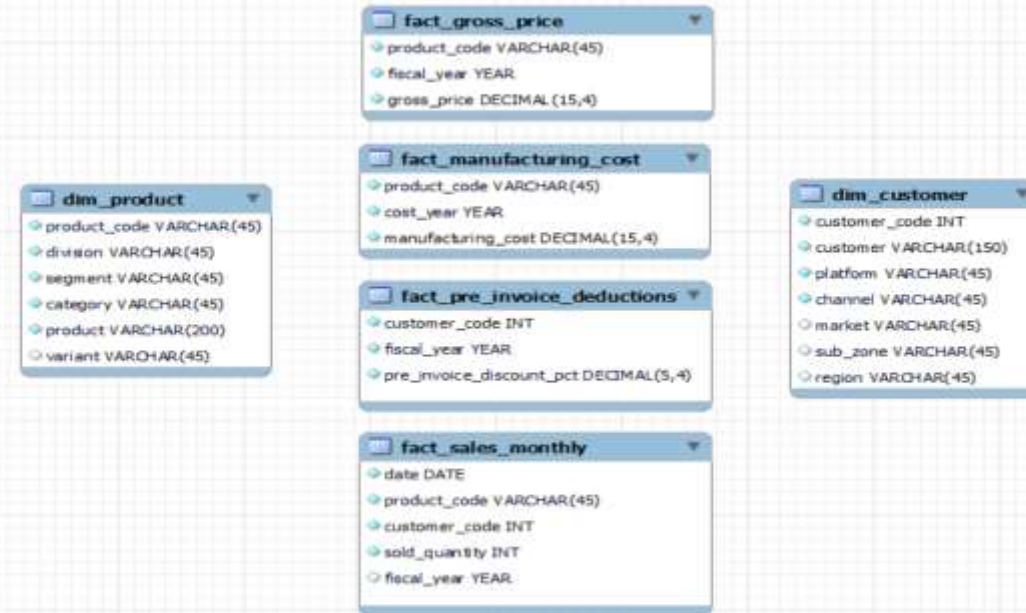 fact_gross_price
product_code VARCHAR(45)
fiscal_year YEAR
gross_price DECIMAL(15,4)
fact_manufacturing_cost
product_code VARCHAR(45)
cost_year YEAR
manufacturing_cost DECIMAL(15,4)
dim_product
product_code VARCHAR(45)
division VARCHAR(45)
segment VARCHAR(45)
category VARCHAR(45)
product VARCHAR(200)
variant VARCHAR(45)
fact_pre_invoice_deductions
customer_code INT
fiscal_year YEAR
pre_invoice_discount_pct DECIMAL(5,4)
dim_customer
customer_code INT
customer VARCHAR(150)
platform VARCHAR(45)
channel VARCHAR(45)
market VARCHAR(45)
sub_zone VARCHAR(45)
region VARCHAR(45)
fact_sales_monthly
date DATE
product_code VARCHAR(45)
customer_code INT
sold_quantity INT
fiscal_year YEAR